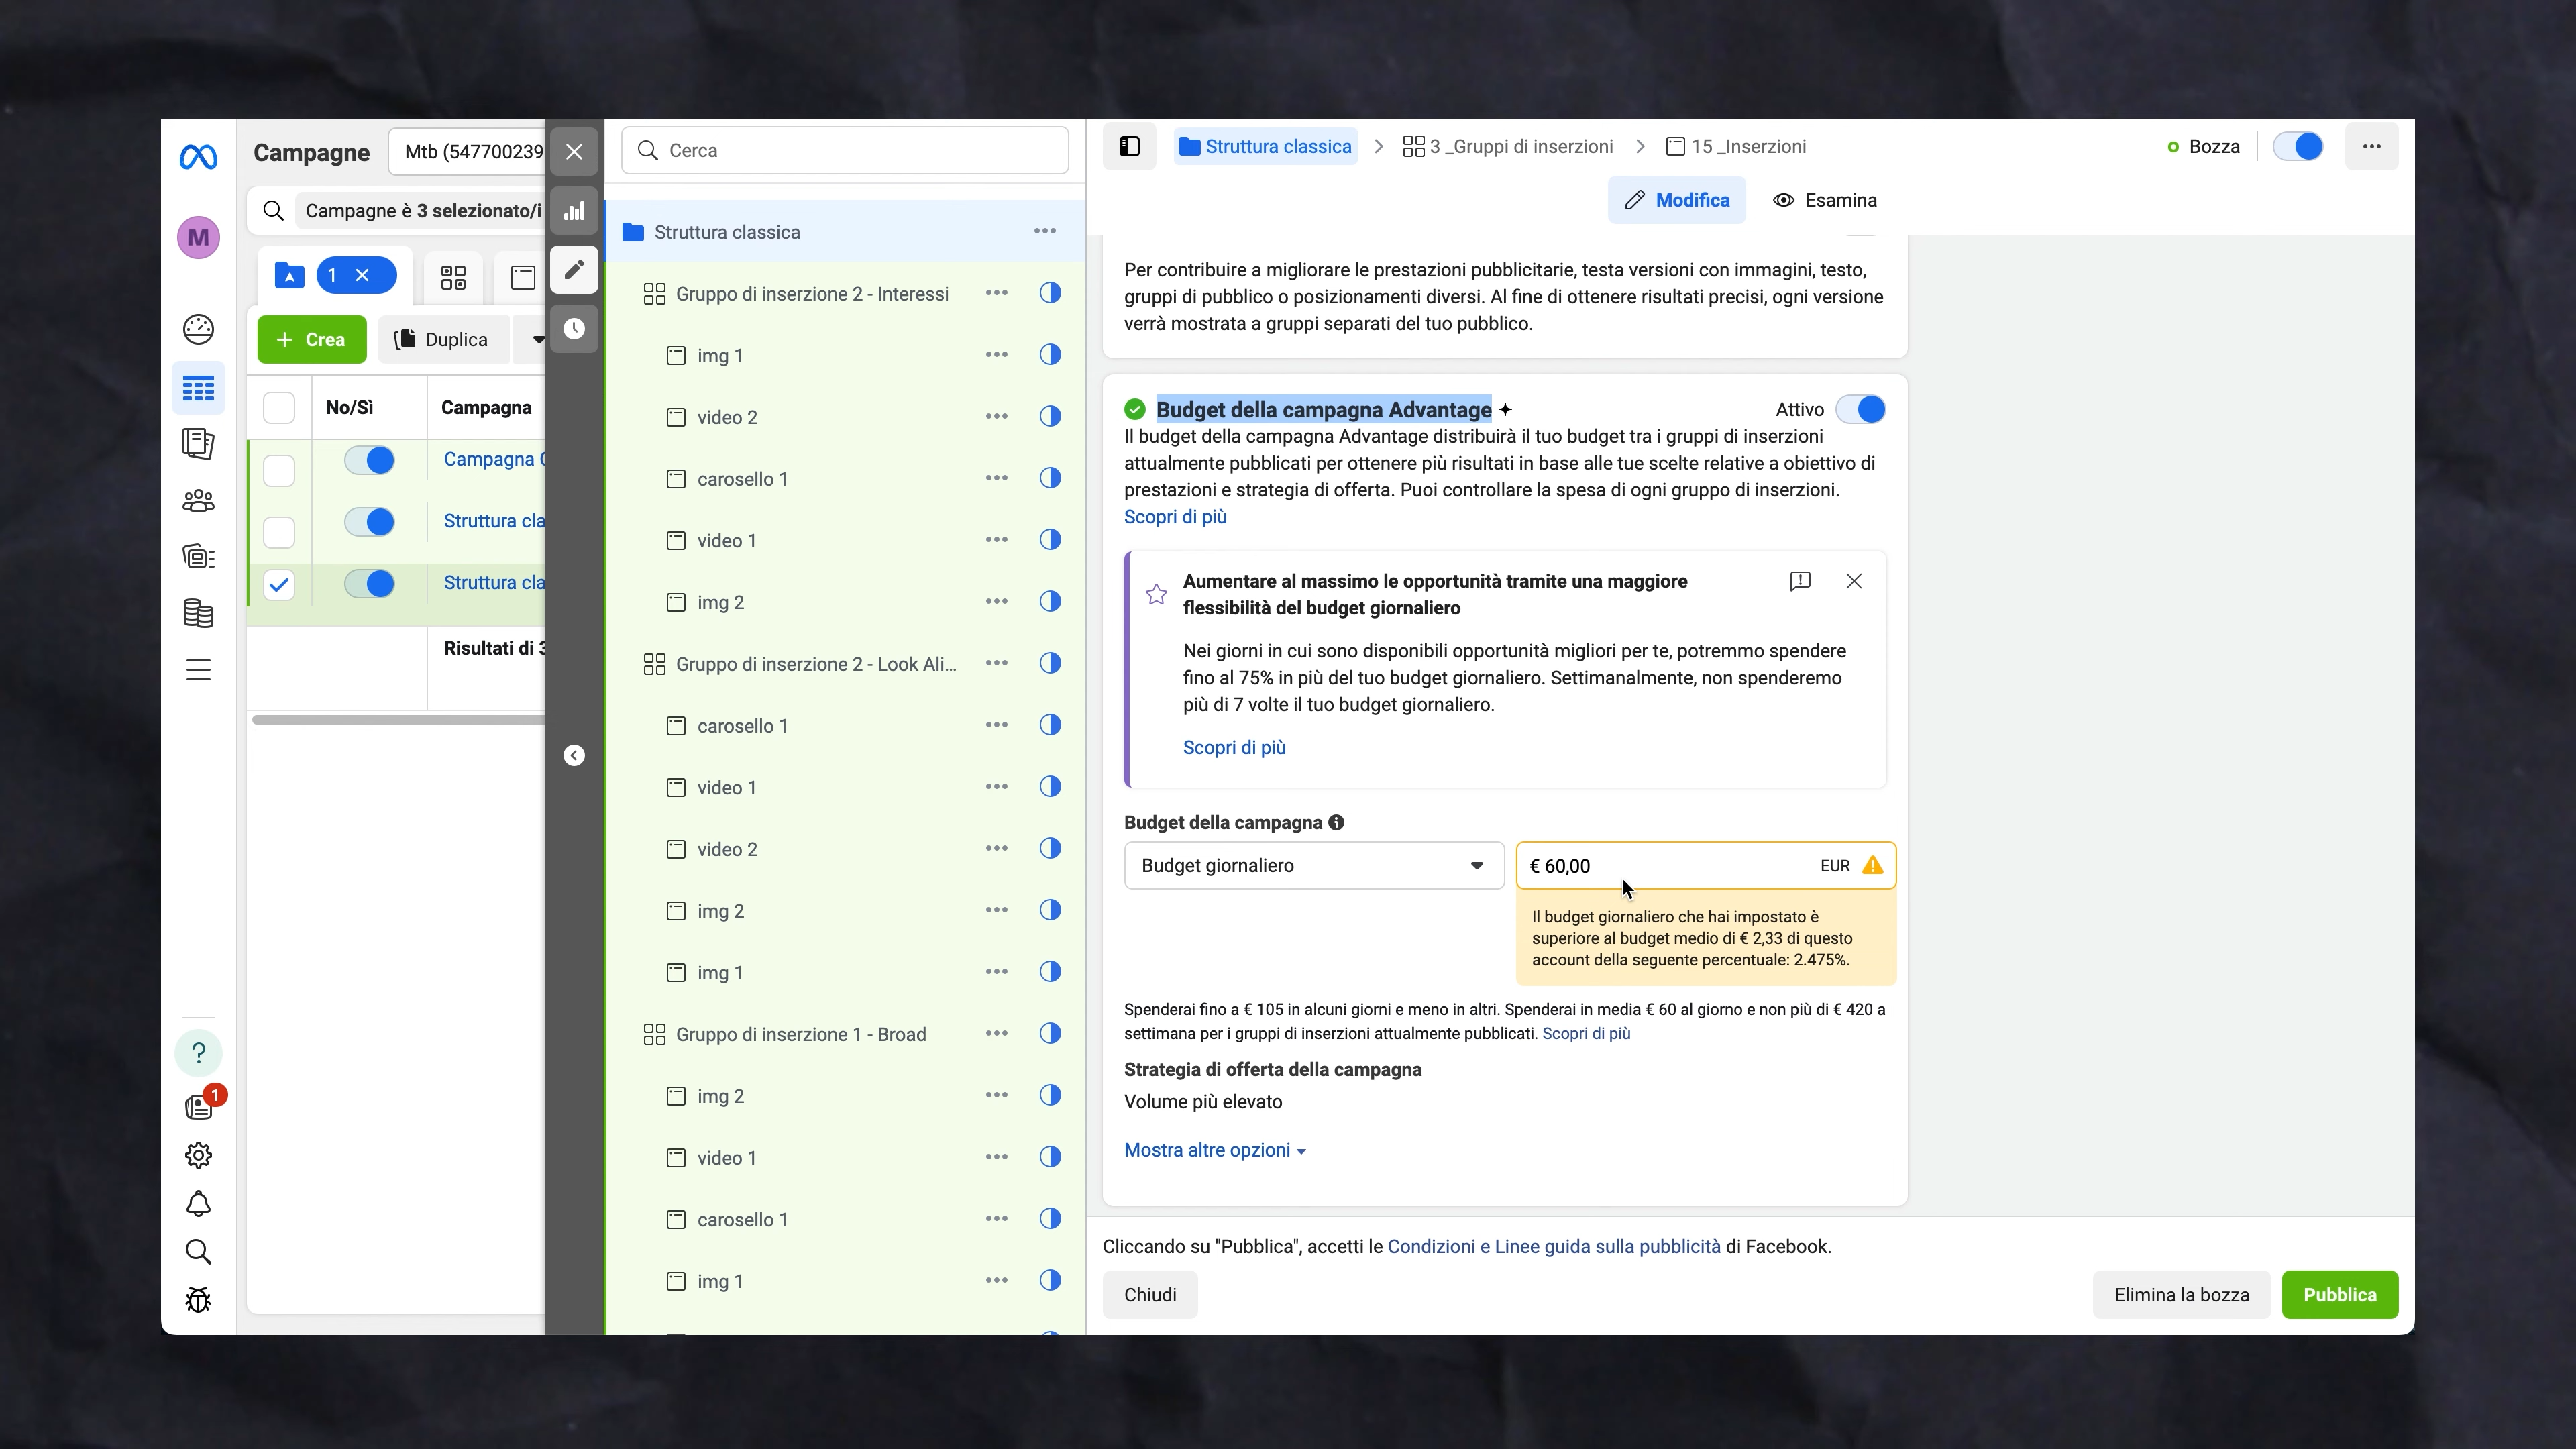 Campagne
Mtb (547700239
M
Campagne è 3 selezionato/i
1
+ Crea
Duplica
No/Sì
Campagna
Campagna
Struttura cla
Struttura cla
Risultati di 3
?
1
Cerca
Struttura classica
Gruppo di inserzione 2 - Interessi
img 1
video 2
carosello 1
video 1
img 2
Gruppo di inserzione 2 - Look Ali...
carosello 1
video 1
video 2
img 2
img 1
Gruppo di inserzione 1 - Broad
img 2
video 1
carosello 1
img 1
Struttura classica
3 _Gruppi di inserzioni
15 _Inserzioni
Bozza
Modifica
Esamina
Per contribuire a migliorare le prestazioni pubblicitarie, testa versioni con immagini, testo,
gruppi di pubblico o posizionamenti diversi. Al fine di ottenere risultati precisi, ogni versione
verrà mostrata a gruppi separati del tuo pubblico.
Budget della campagna Advantage
Attivo
Il budget della campagna Advantage distribuirà il tuo budget tra i gruppi di inserzioni
attualmente pubblicati per ottenere più risultati in base alle tue scelte relative a obiettivo di
prestazioni e strategia di offerta. Puoi controllare la spesa di ogni gruppo di inserzioni.
Scopri di più
Aumentare al massimo le opportunità tramite una maggiore
flessibilità del budget giornaliero
Nei giorni in cui sono disponibili opportunità migliori per te, potremmo spendere
fino al 75% in più del tuo budget giornaliero. Settimanalmente, non spenderemo
più di 7 volte il tuo budget giornaliero.
Scopri di più
Budget della campagna
Budget giornaliero
€ 60,00
EUR
Il budget giornaliero che hai impostato è
superiore al budget medio di € 2,33 di questo
account della seguente percentuale: 2.475%.
Spenderai fino a € 105 in alcuni giorni e meno in altri. Spenderai in media € 60 al giorno e non più di € 420 a
settimana per i gruppi di inserzioni attualmente pubblicati. Scopri di più
Strategia di offerta della campagna
Volume più elevato
Mostra altre opzioni
Cliccando su "Pubblica", accetti le Condizioni e Linee guida sulla pubblicità di Facebook.
Chiudi
Elimina la bozza
Pubblica